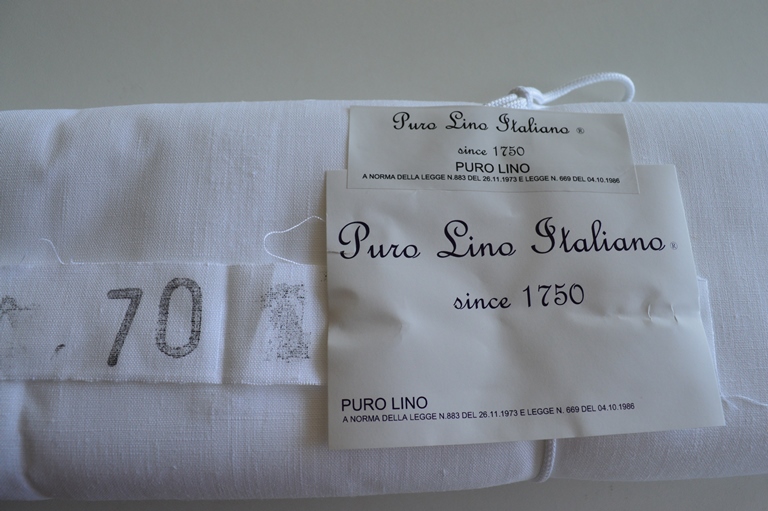 Puro Lino Italiano ®
since 1750
PURO LINO
A NORMA DELLA LEGGE N.883 DEL 26.11.1973 E LEGGE N. 669 DEL 04.10.1986
Puro Lino Italiano ®
since 1750
70
PURO LINO
A NORMA DELLA LEGGE N.883 DEL 26.11.1973 E LEGGE N. 669 DEL 04.10.1986